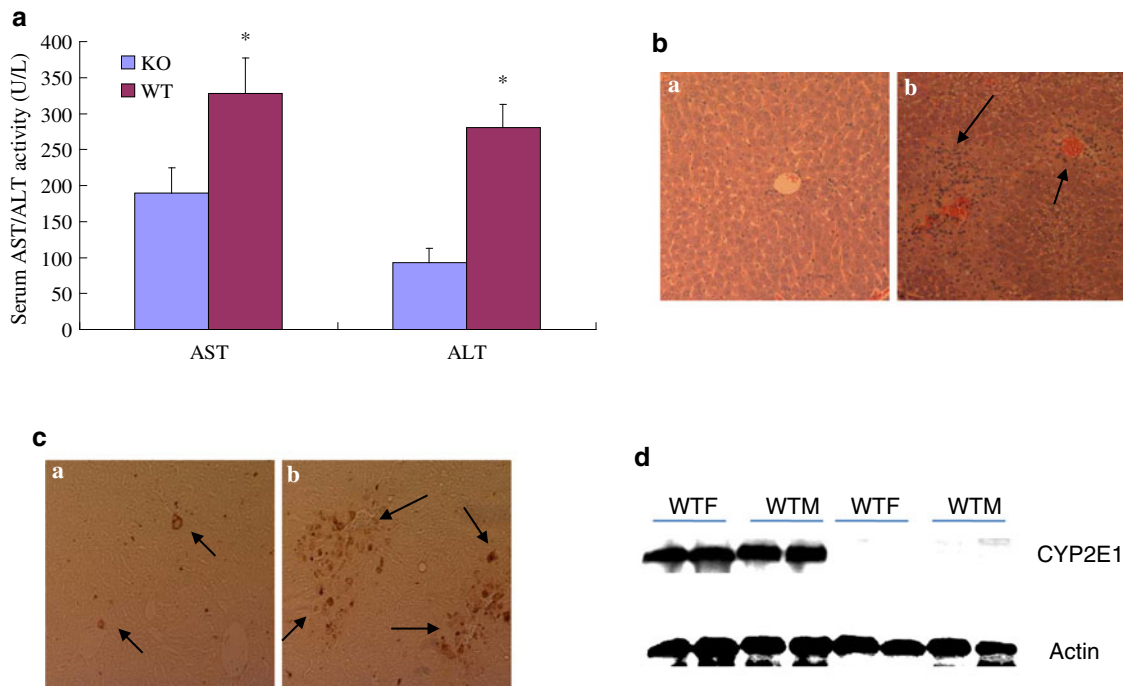 a
Serum AST/ALT activity (U/L)
400
350
300
250
200
150
100
50
0
KO
WT
*
*
AST
ALT
b
a
b
c
a
b
d
WTF WTM WTF WTM
CYP2E1
Actin